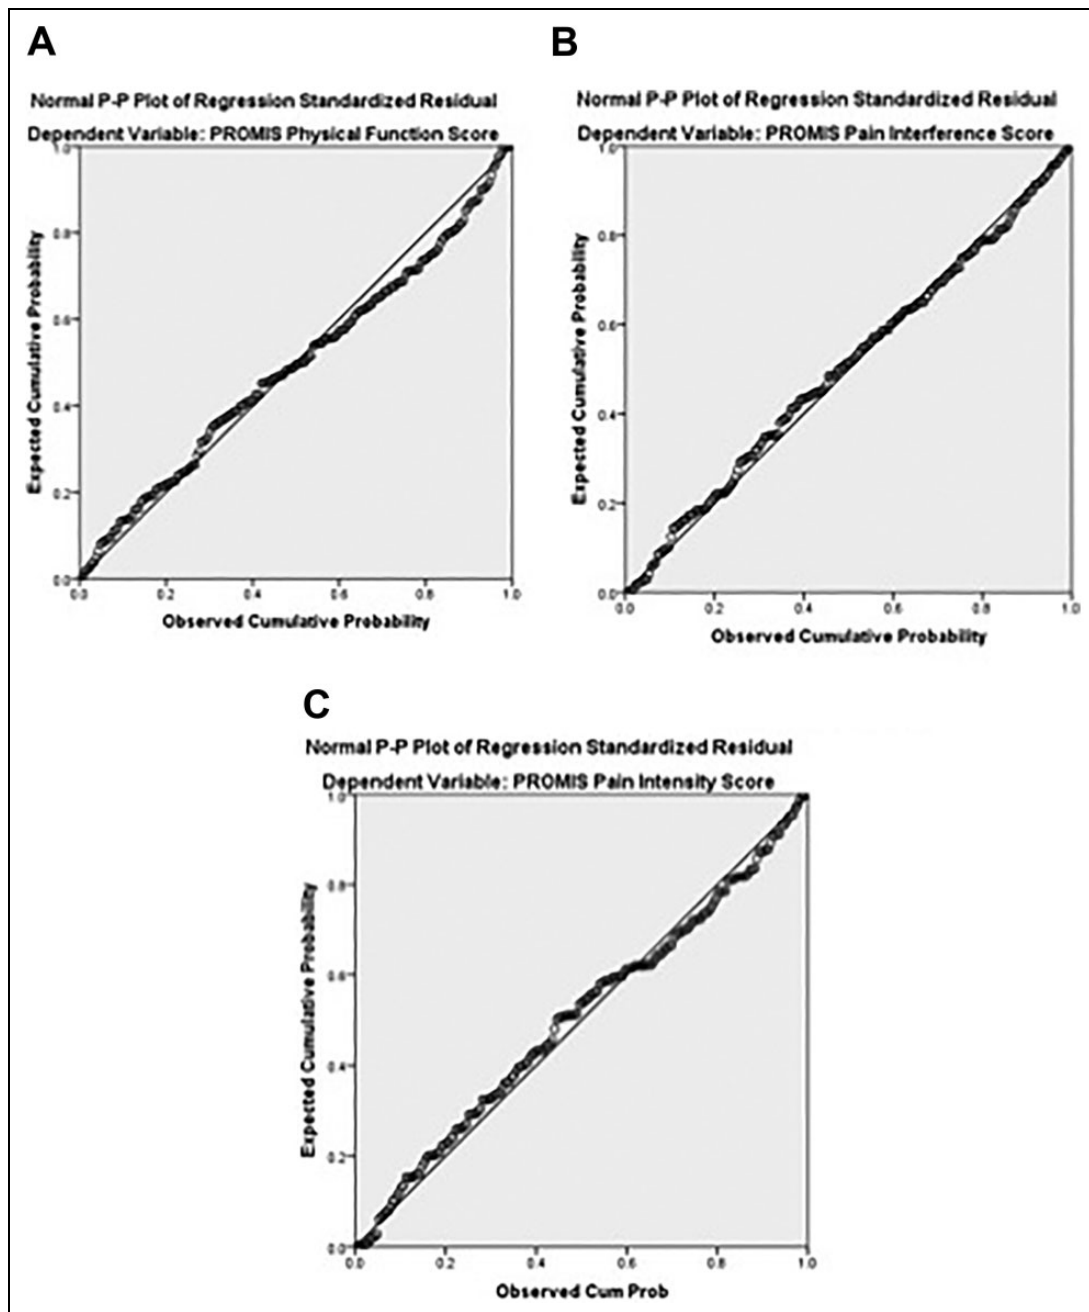 A
Normal P-P Plot of Regression Standardized Residual
Dependent Variable: PROMIS Physical Function Score
1.0
0.8
0.6
0.4
0.2
0.0
0.0 0.2 0.4 0.6 0.8 1.0
Expected Cumulative Probability
Observed Cumulative Probability
B
Normal P-P Plot of Regression Standardized Residual
Dependent Variable: PROMIS Pain Interference Score
1.0
0.8
0.6
0.4
0.2
0.0
0.0 0.2 0.4 0.6 0.8 1.0
Expected Cumulative Probability
Observed Cumulative Probability
C
Normal P-P Plot of Regression Standardized Residual
Dependent Variable: PROMIS Pain Intensity Score
1.0
0.8
0.6
0.4
0.2
0.0
0.0 0.2 0.4 0.6 0.8 1.0
Expected Cumulative Probability
Observed Cum Prob